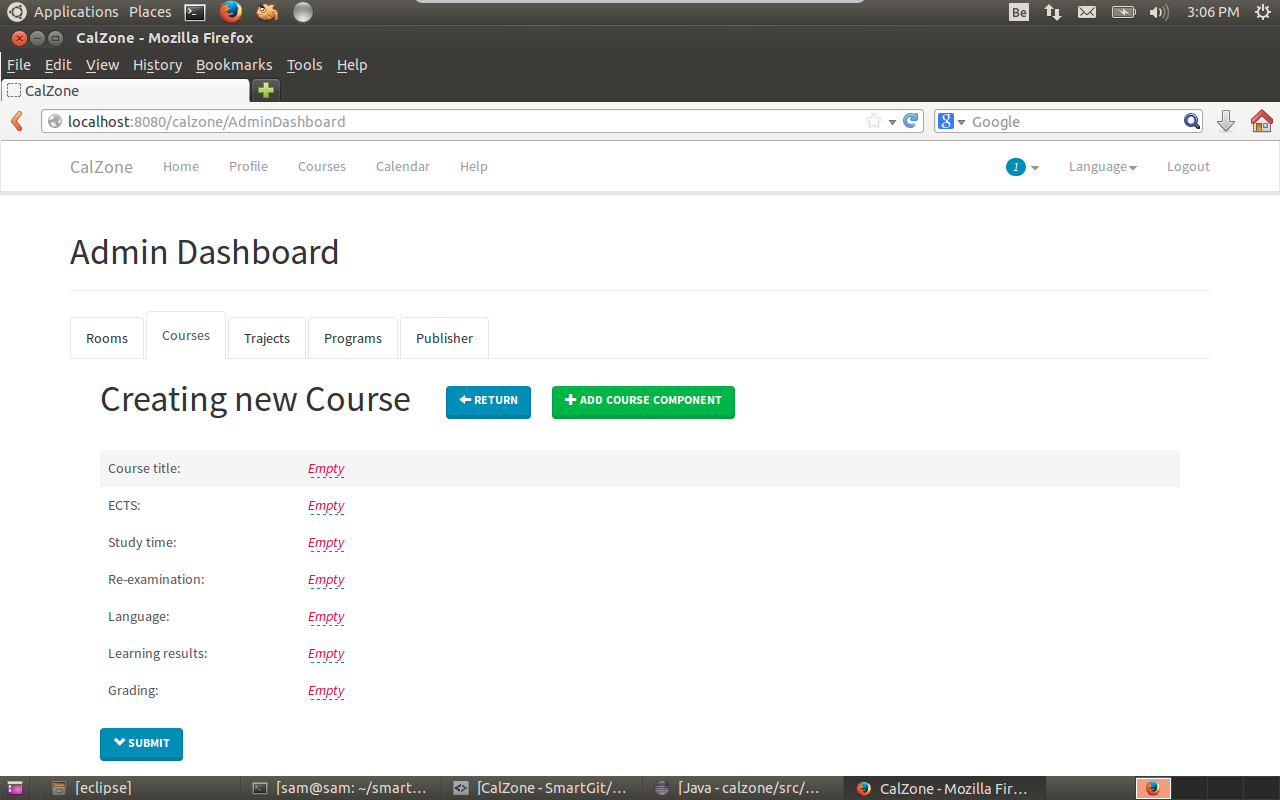 Applications Places Be 3:06 PM
CalZone - Mozilla Firefox
File Edit View History Bookmarks Tools Help
CalZone
localhost:8080/calzone/AdminDashboard 8 Google
CalZone Home Profile Courses Calendar Help 1 Language Logout
Admin Dashboard
Rooms Courses Trajects Programs Publisher
Creating new Course RETURN ADD COURSE COMPONENT
Course title: Empty
ECTS: Empty
Study time: Empty
Re-examination: Empty
Language: Empty
Learning results: Empty
Grading: Empty
SUBMIT
[eclipse] [sam@sam: ~/smart... [CalZone - SmartGit/... [Java - calzone/src/... CalZone - Mozilla Fir...